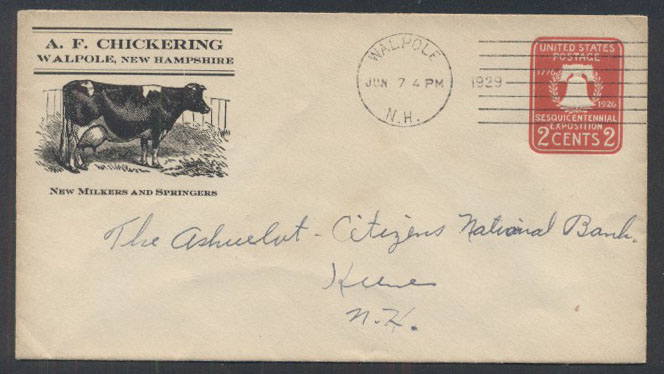 A. F. CHICKERING
WALPOLE, NEW HAMPSHIRE
NEW MILKERS AND SPRINGERS
WALPOLE
JUN 7 4 PM
1929
N.H.
UNITED STATES
POSTAGE
1776
1926
SESQUICENTENNIAL
EXPOSITION
2 CENTS 2
The Ashuelot - Citizens National Bank.
Keene
N.H.